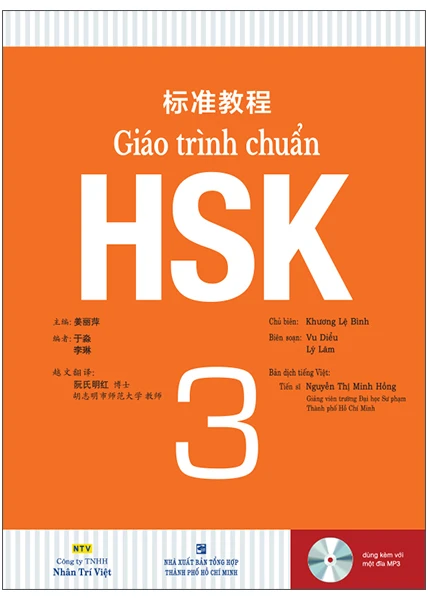 标准教程
Giáo trình chuẩn
HSK
主编: 姜丽萍
编者: 于淼
李琳
越文翻译:
阮氏明红 博士
胡志明市师范大学 教师
Chủ biên: Khương Lệ Bình
Biên soạn: Vu Diểu
Lý Lâm
Bản dịch tiếng Việt:
Tiến sĩ Nguyễn Thị Minh Hồng
Giảng viên trường Đại học Sư phạm
Thành phố Hồ Chí Minh
3
NTV
Công ty TNHH
Nhân Trí Việt
NHÀ XUẤT BẢN TỔNG HỢP
THÀNH PHỐ HỒ CHÍ MINH
dùng kèm với
một đĩa MP3